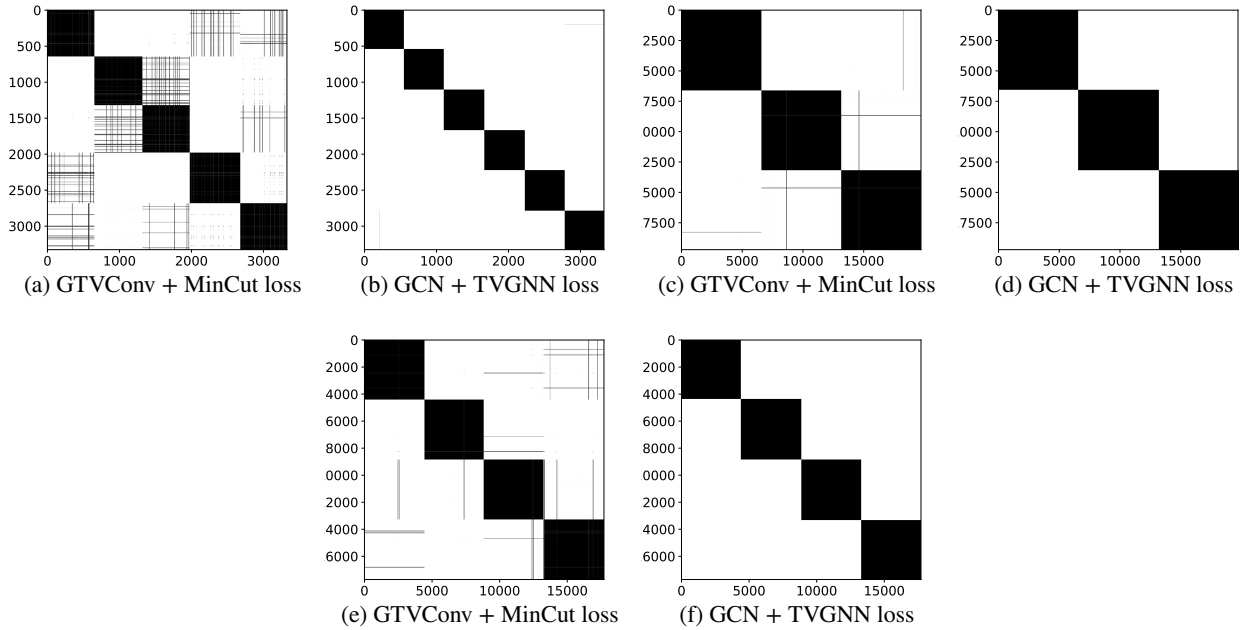 0 0 0 0
500 500 2500 2500
1000 1000 5000 5000
1500 1500 7500 7500
2000 2000 0000 0000
2500 2500 2500 2500
3000 3000 5000 5000
7500 7500
0 1000 2000 3000 0 1000 2000 3000 0 5000 10000 15000 0 5000 10000 15000
(a) GTVConv + MinCut loss (b) GCN + TVGNN loss (c) GTVConv + MinCut loss (d) GCN + TVGNN loss
0 0
2000 2000
4000 4000
6000 6000
8000 8000
0000 0000
2000 2000
4000 4000
6000 6000
0 5000 10000 15000 0 5000 10000 15000
(e) GTVConv + MinCut loss (f) GCN + TVGNN loss